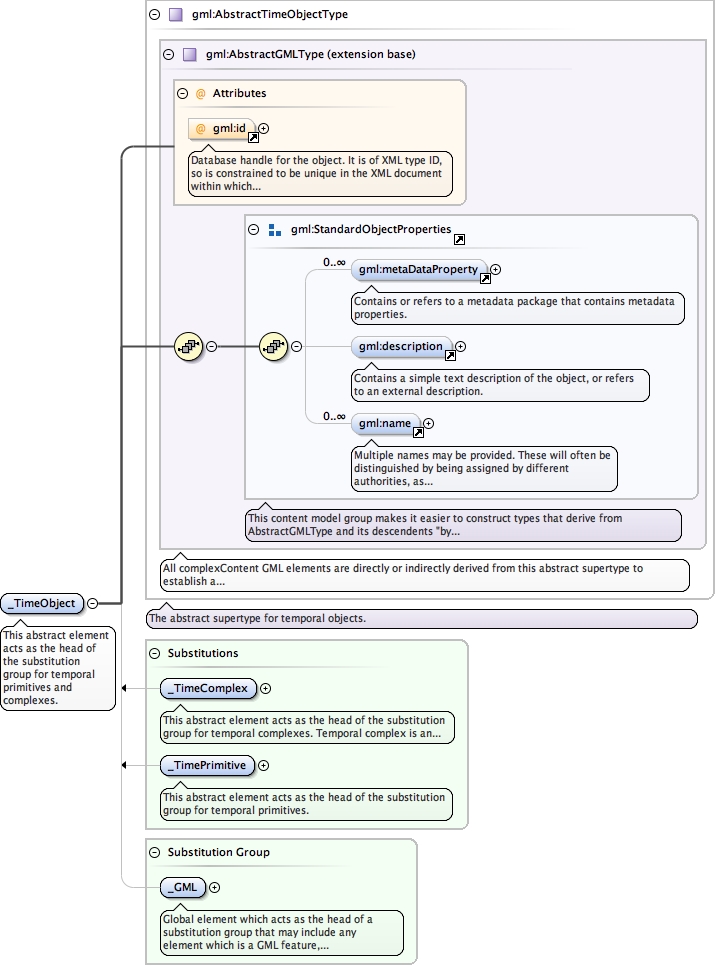 gml:AbstractTimeObjectType
gml:AbstractGMLType (extension base)
@ Attributes
@ gml:id
Database handle for the object. It is of XML type ID,
so is constrained to be unique in the XML document
within which...
gml:StandardObjectProperties
0..∞
gml:metaDataProperty
Contains or refers to a metadata package that contains metadata
properties.
gml:description
Contains a simple text description of the object, or refers
to an external description.
0..∞
gml:name
Multiple names may be provided. These will often be
distinguished by being assigned by different
authorities, as...
This content model group makes it easier to construct types that derive from
AbstractGMLType and its descendents "by...
All complexContent GML elements are directly or indirectly derived from this abstract supertype to
establish a...
_TimeObject
This abstract element
acts as the head of
the substitution
group for temporal
primitives and
complexes.
The abstract supertype for temporal objects.
Substitutions
_TimeComplex
This abstract element acts as the head of the substitution
group for temporal complexes. Temporal complex is an...
_TimePrimitive
This abstract element acts as the head of the substitution
group for temporal primitives.
Substitution Group
_GML
Global element which acts as the head of a
substitution group that may include any
element which is a GML feature,...